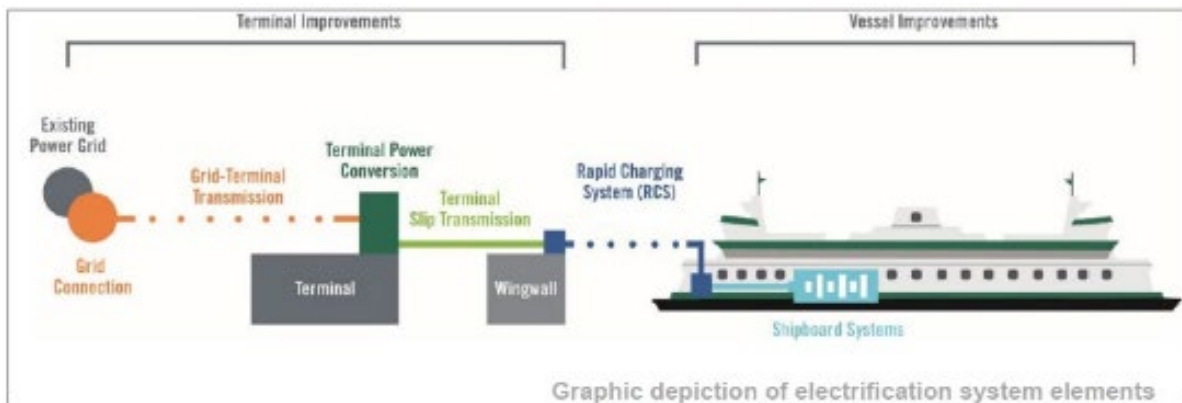 Terminal Improvements
Vessel Improvements
Existing
Power Grid
Grid-Terminal
Transmission
Terminal Power
Conversion
Terminal
Slip Transmission
Rapid Charging
System (RCS)
Grid
Connection
Terminal
Wingwall
Shipboard Systems
Graphic depiction of electrification system elements